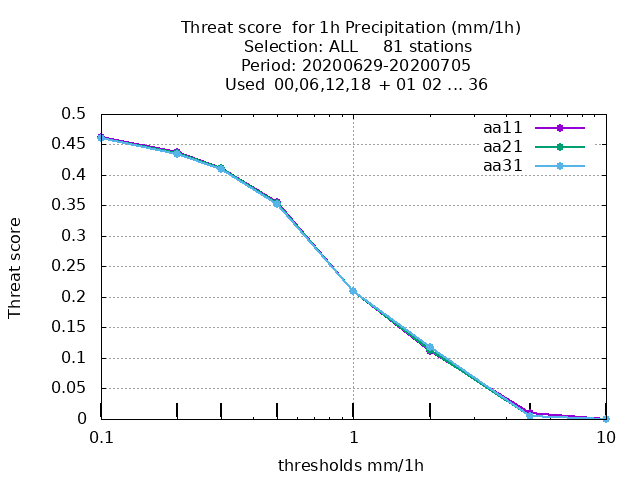 Threat score  for 1h Precipitation (mm/1h)
Selection: ALL     81 stations
Period: 20200629-20200705
Used  00,06,12,18  + 01 02 ... 36
aa11
aa21
aa31
0.5
0.45
0.4
0.35
0.3
0.25
0.2
0.15
0.1
0.05
0
Threat score
0.1
1
10
thresholds mm/1h